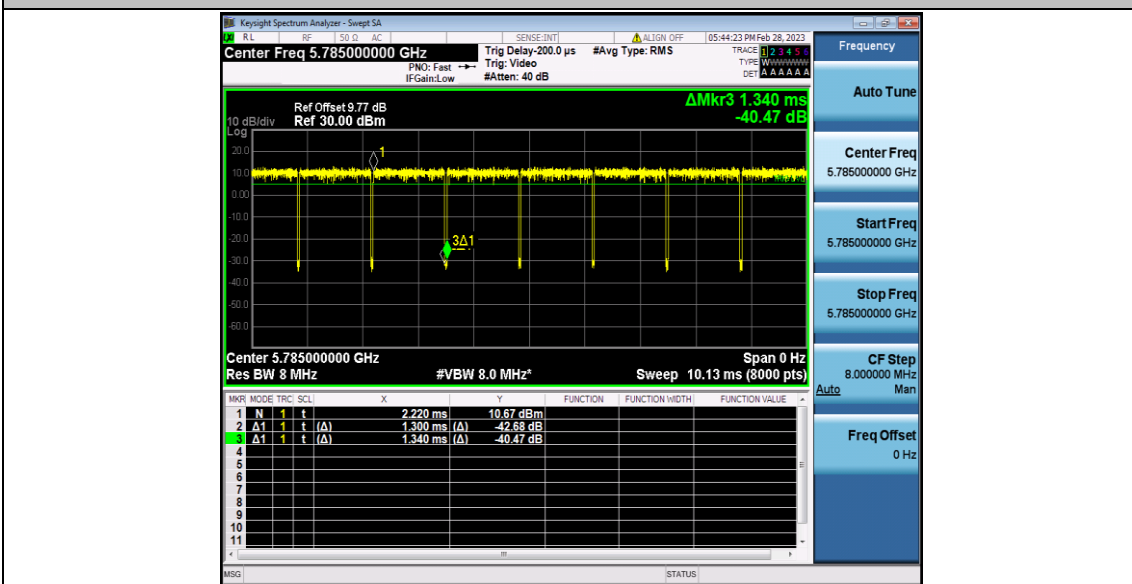 Keysight Spectrum Analyzer - Swept SA
LXI RL RF 50 Ω AC SENSE:INT ALIGN OFF 05:44:23 PM Feb 28, 2023
Center Freq 5.785000000 GHz
PNO: Fast
IFGain:Low
Trig Delay-200.0 µs
Trig: Video
#Atten: 40 dB
#Avg Type: RMS
TRACE 1 2 3 4 5 6
TYPE WWWWWW
DET A A A A A A
ΔMkr3 1.340 ms
-40.47 dB
Ref Offset 9.77 dB
10 dB/div Ref 30.00 dBm
Log
20.0
10.0
0.00
-10.0
-20.0
-30.0
-40.0
-50.0
-60.0
1
3Δ1
Center 5.785000000 GHz Span 0 Hz
Res BW 8 MHz #VBW 8.0 MHz* Sweep 10.13 ms (8000 pts)
MKR MODE TRC SCL X Y FUNCTION FUNCTION WIDTH FUNCTION VALUE
1 N 1 t 2.220 ms 10.67 dBm
2 Δ1 1 t (Δ) 1.300 ms (Δ) -42.68 dB
3 Δ1 1 t (Δ) 1.340 ms (Δ) -40.47 dB
4
5
6
7
8
9
10
11
MSG STATUS
Frequency
Auto Tune
Center Freq
5.785000000 GHz
Start Freq
5.785000000 GHz
Stop Freq
5.785000000 GHz
CF Step
8.000000 MHz
Auto Man
Freq Offset
0 Hz